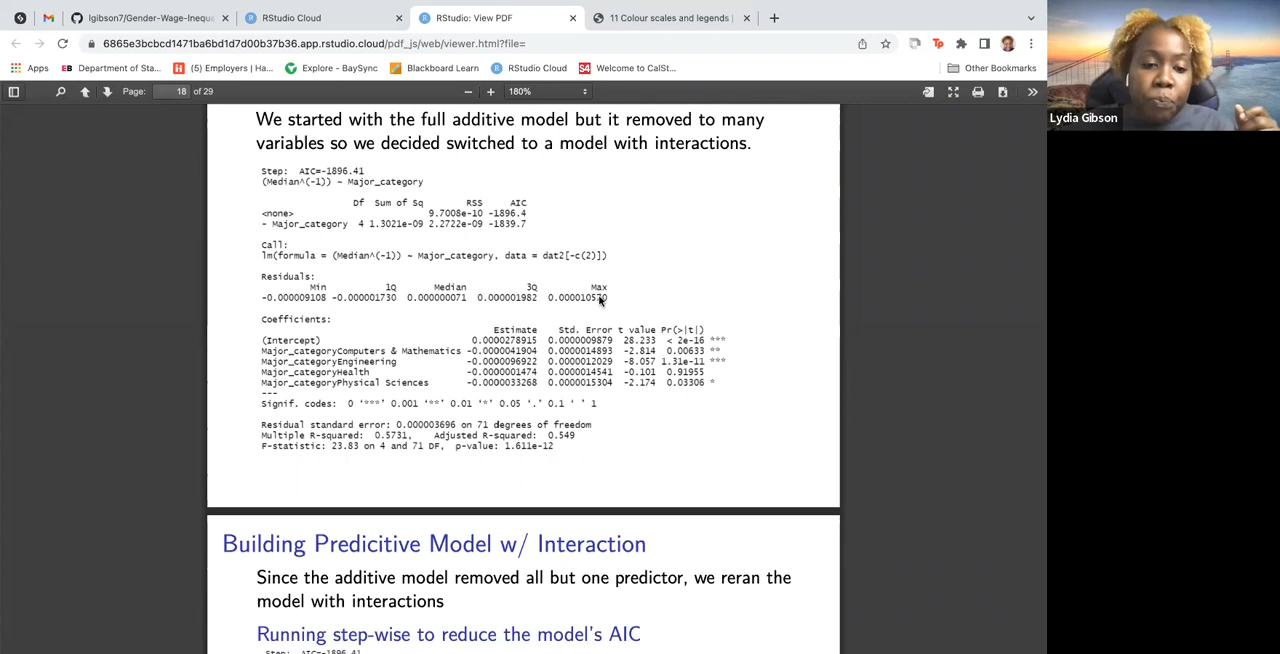 lgibson7/Gender-Wage-Inequ
RStudio Cloud
RStudio: View PDF
11 Colour scales and legends |
6865e3bcbcd1471ba6bd1d7d00b37b36.app.rstudio.cloud/pdf_js/web/viewer.html?file=
Apps
EB Department of Sta...
(5) Employers | Ha...
Explore - BaySync
Blackboard Learn
RStudio Cloud
S4 Welcome to CalSt...
Other Bookmarks
Page: 18 of 29
180%
Lydia Gibson
We started with the full additive model but it removed to many
variables so we decided switched to a model with interactions.
Step:  AIC=-1896.41
(Median^(-1)) ~ Major_category
Df Sum of Sq RSS AIC
<none> 9.7008e-10 -1896.4
- Major_category 4 1.3021e-09 2.2722e-09 -1839.7
Call:
lm(formula = (Median^(-1)) ~ Major_category, data = dat2[-c(2)])
Residuals:
Min 1Q Median 3Q Max
-0.000009108 -0.000001730 0.000000071 0.000001982
Coefficients:
Estimate Std. Error t value Pr(>|t|)
(Intercept) 0.0000278915 0.0000009879 28.233 < 2e-16 ***
Major_categoryComputers & Mathematics -0.0000041904 0.0000014893 -2.814 0.00633 **
Major_categoryEngineering -0.0000096922 0.0000012029 -8.057 1.31e-11 ***
Major_categoryHealth -0.0000001474 0.0000014541 -0.101 0.91955
Major_categoryPhysical Sciences -0.0000033268 0.0000015304 -2.174 0.03306 *
---
Signif. codes: 0 '***' 0.001 '**' 0.01 '*' 0.05 '.' 0.1 ' ' 1
Residual standard error: 0.000003696 on 71 degrees of freedom
Multiple R-squared: 0.5731, Adjusted R-squared: 0.549
F-statistic: 23.83 on 4 and 71 DF, p-value: 1.611e-12
Building Predicitive Model w/ Interaction
Since the additive model removed all but one predictor, we reran the
model with interactions
Running step-wise to reduce the model's AIC
Step:  AIC=-1896.41